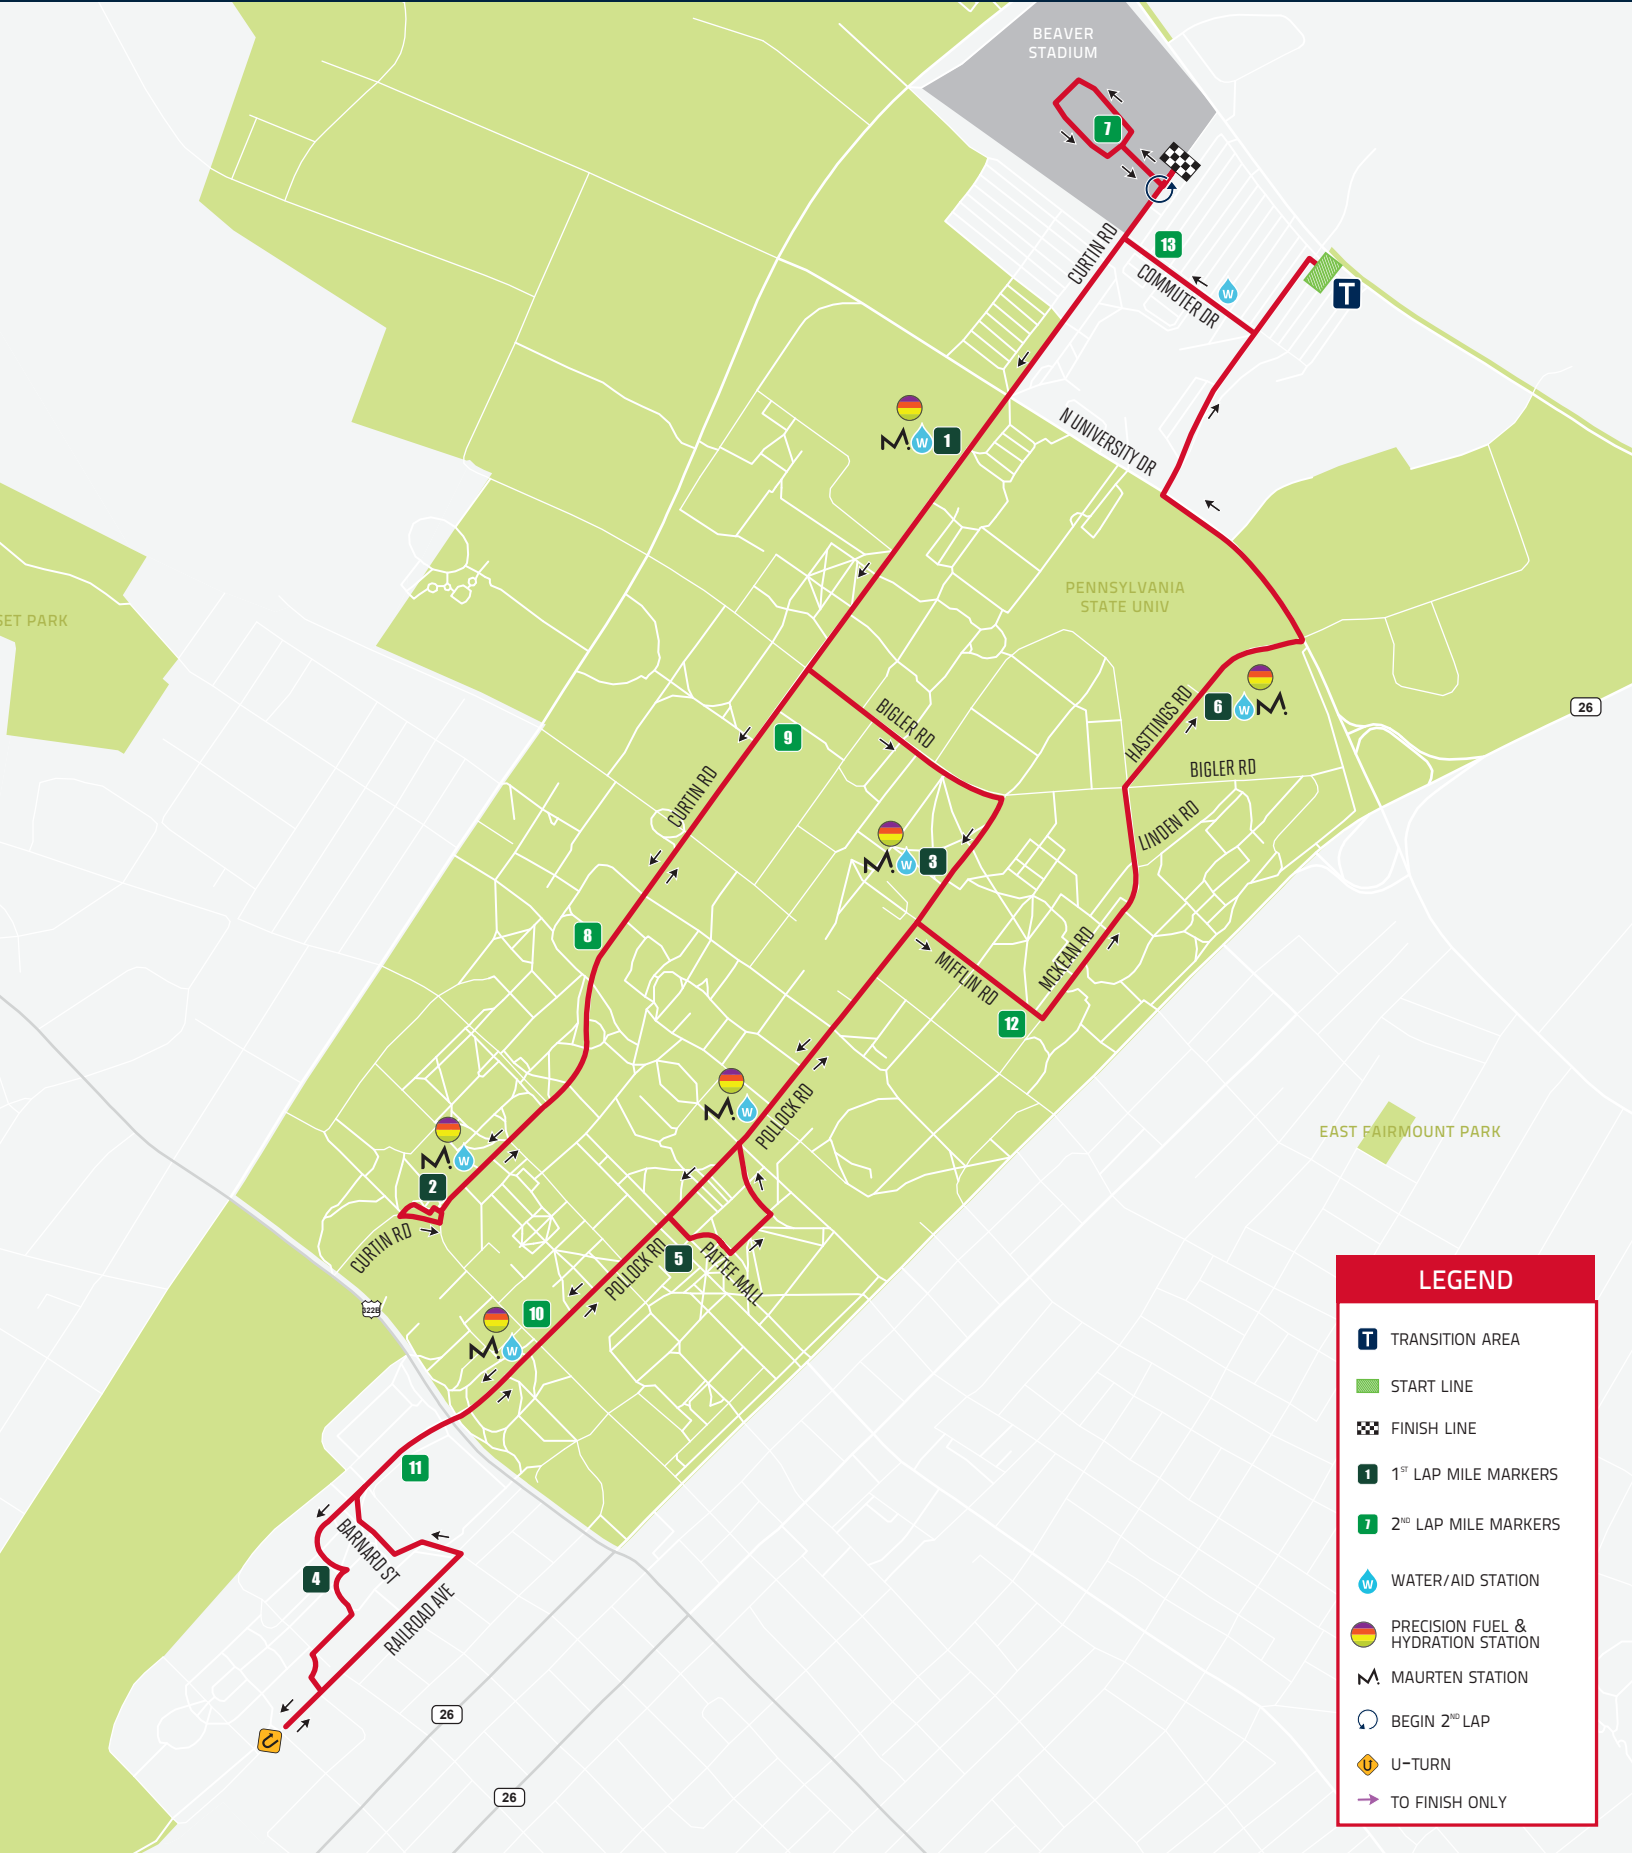 BEAVER
STADIUM
7
13
CURTIN RD
COMMUTER DR
W
T
1
W
N UNIVERSITY DR
PENNSYLVANIA
STATE UNIV
SET PARK
BIGLER RD
9
HASTINGS RD
6
W
26
BIGLER RD
CURTIN RD
LINDEN RD
3
W
8
MIFFLIN RD
MCKEAN RD
12
W
POLLOCK RD
EAST FAIRMOUNT PARK
W
2
CURTIN RD
5
POLLOCK RD
PATTEE MALL
322B
10
W
11
BARNARD ST
4
RAILROAD AVE
26
26
LEGEND
T TRANSITION AREA
START LINE
FINISH LINE
1 1ST LAP MILE MARKERS
7 2ND LAP MILE MARKERS
W WATER/AID STATION
PRECISION FUEL &
HYDRATION STATION
MAURTEN STATION
BEGIN 2ND LAP
U-TURN
TO FINISH ONLY